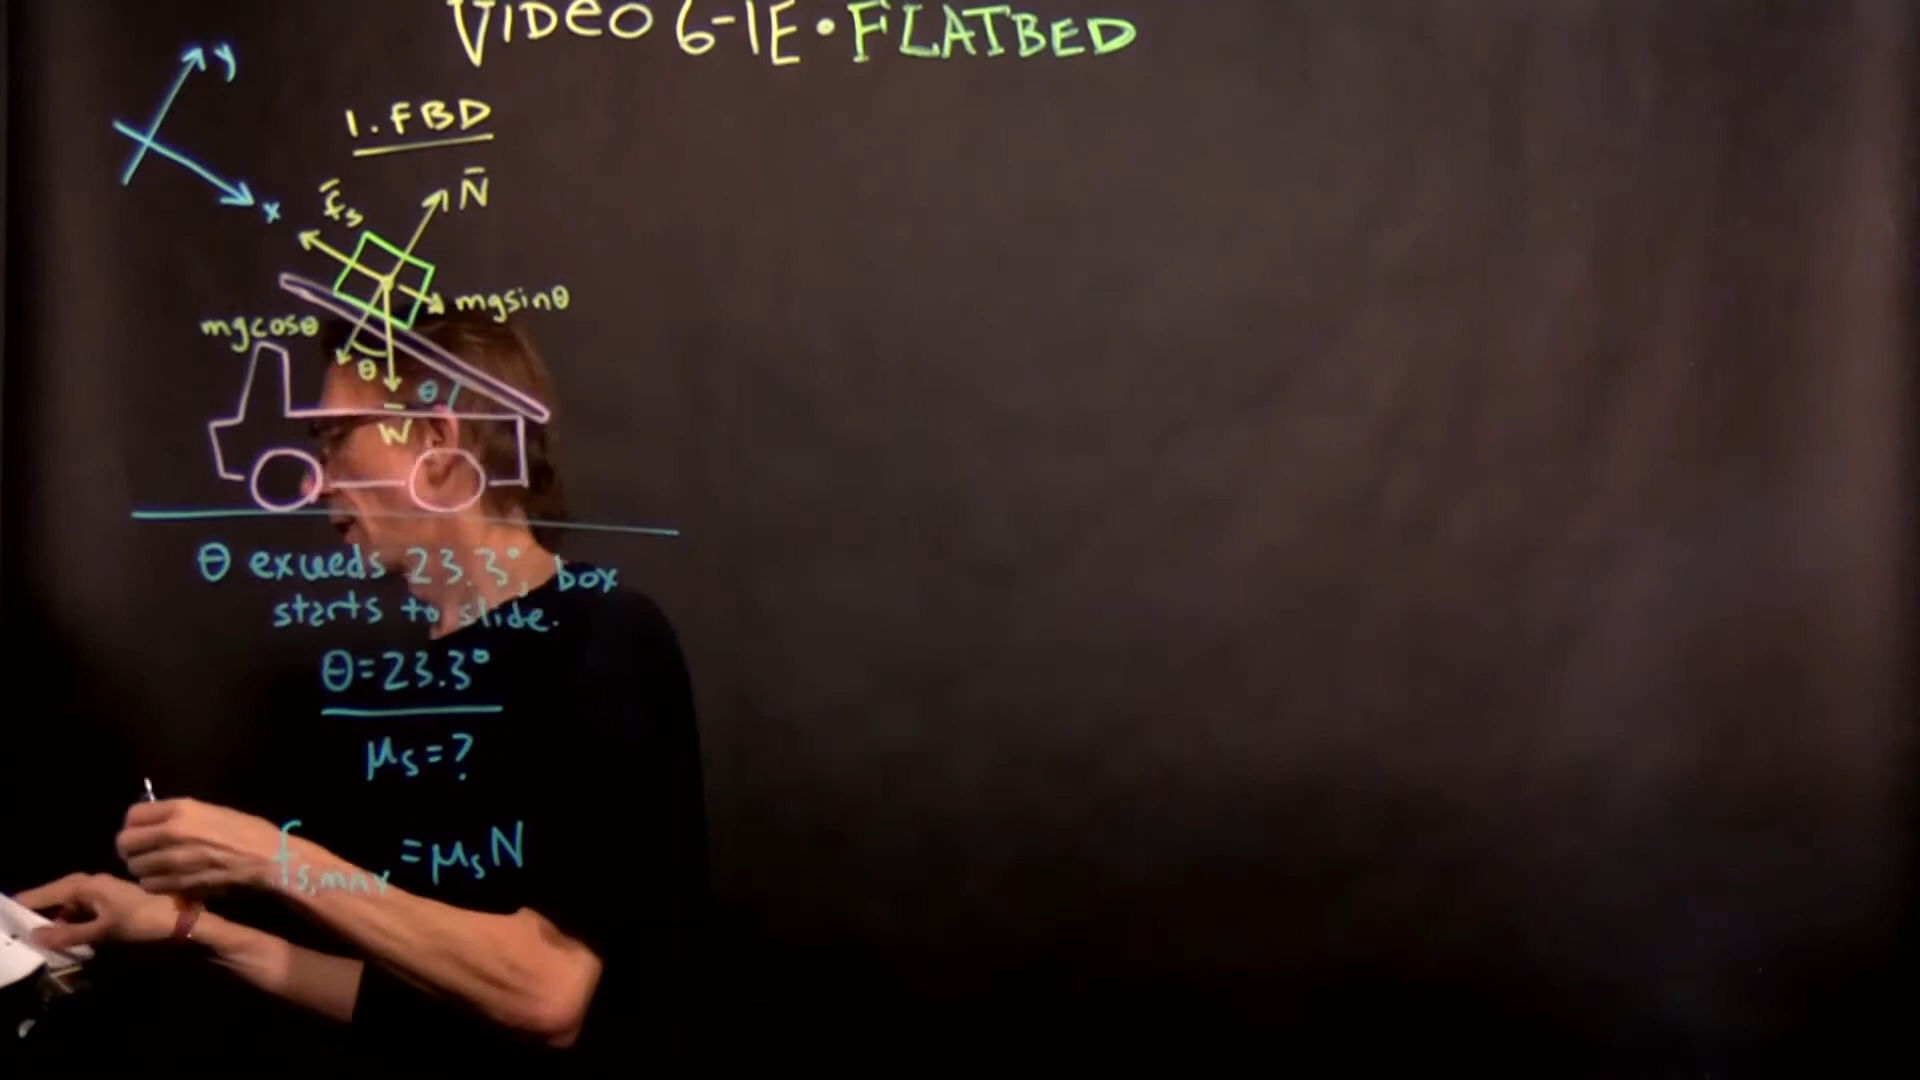 VIDEO 6-1E • FLATBED
y
1. FBD
N̄
x
f̄s
mgsinθ
mgcosθ
θ
θ
W̄
θ exceeds 23.3°, box
starts to slide.
θ=23.3°
μs=?
fs,max =μsN